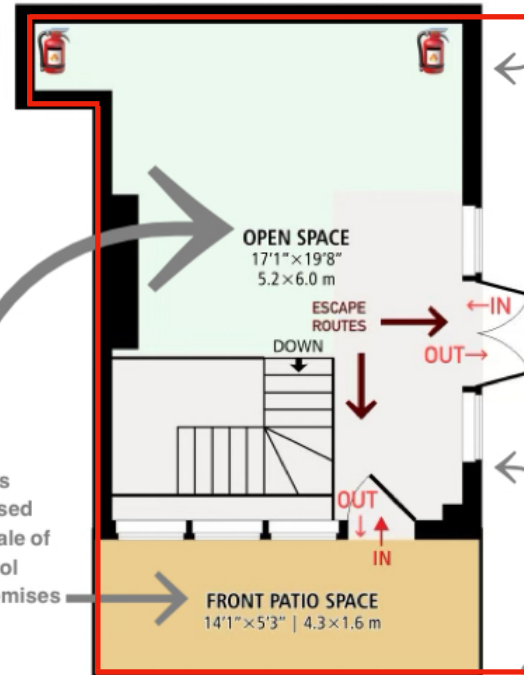 OPEN SPACE
17'1"×19'8"
5.2×6.0 m
ESCAPE
ROUTES
←IN
OUT→
DOWN
OUT
IN
FRONT PATIO SPACE
14'1"×5'3" | 4.3×1.6 m